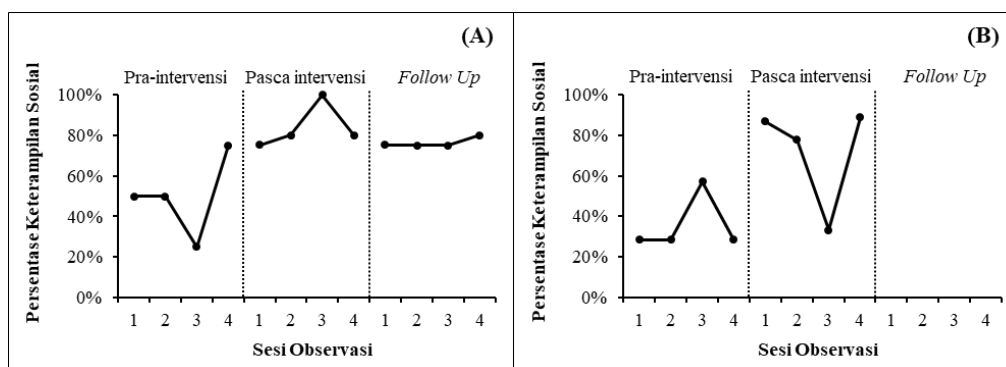 (A)
Pra-intervensi Pasca intervensi Follow Up
Persentase Keterampilan Sosial
100%
80%
60%
40%
20%
0%
1 2 3 4 1 2 3 4 1 2 3 4
Sesi Observasi
(B)
Pra-intervensi Pasca intervensi Follow Up
Persentase Keterampilan Sosial
100%
80%
60%
40%
20%
0%
1 2 3 4 1 2 3 4 1 2 3 4
Sesi Observasi